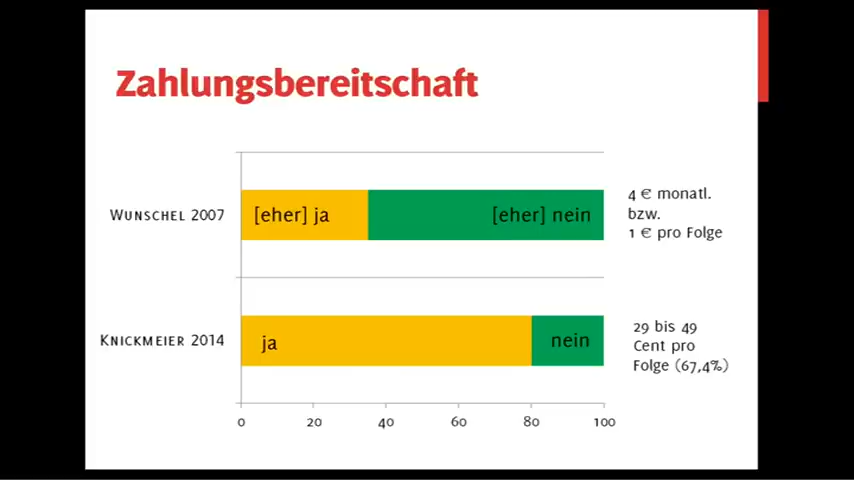 Zahlungsbereitschaft
Wunschel 2007
[eher] ja
[eher] nein
4 € monatl.
bzw.
1 € pro Folge
Knickmeier 2014
ja
nein
29 bis 49
Cent pro
Folge (67,4%)
0 20 40 60 80 100